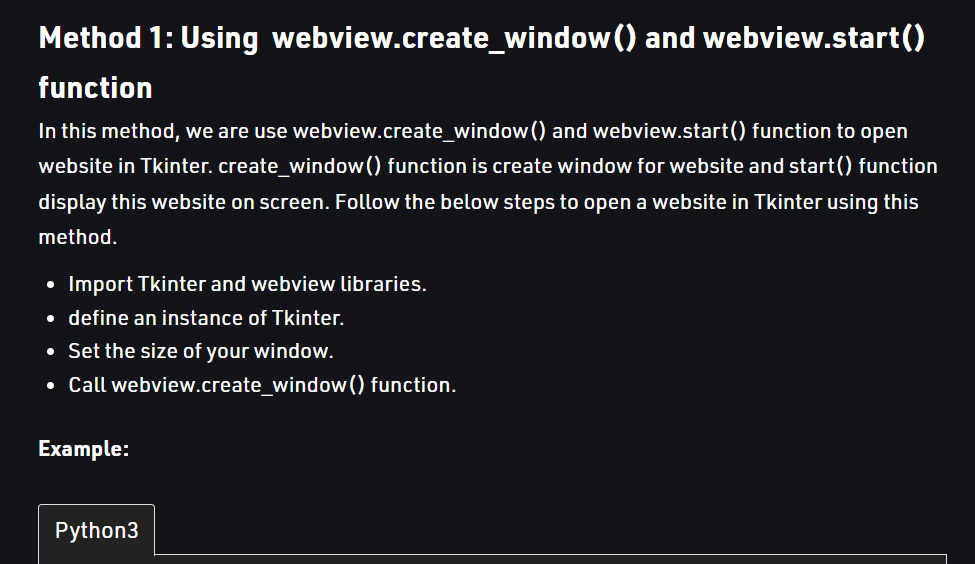 Method 1: Using  webview.create_window() and webview.start()
function
In this method, we are use webview.create_window() and webview.start() function to open
website in Tkinter. create_window() function is create window for website and start() function
display this website on screen. Follow the below steps to open a website in Tkinter using this
method.
• Import Tkinter and webview libraries.
• define an instance of Tkinter.
• Set the size of your window.
• Call webview.create_window() function.
Example:
Python3